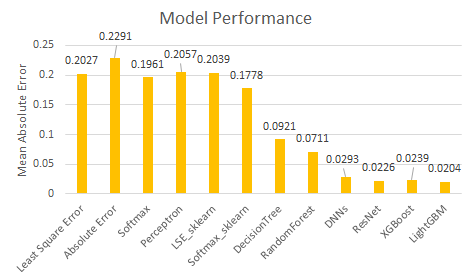 Model Performance
Mean Absolute Error
0.25
0.2
0.15
0.1
0.05
0
0.2027
0.2291
0.1961
0.2057
0.2039
0.1778
0.0921
0.0711
0.0293
0.0226
0.0239
0.0204
Least Square Error
Absolute Error
Softmax
Perceptron
LSE_sklearn
Softmax_sklearn
DecisionTree
RandomForest
DNNs
ResNet
XGBoost
LightGBM